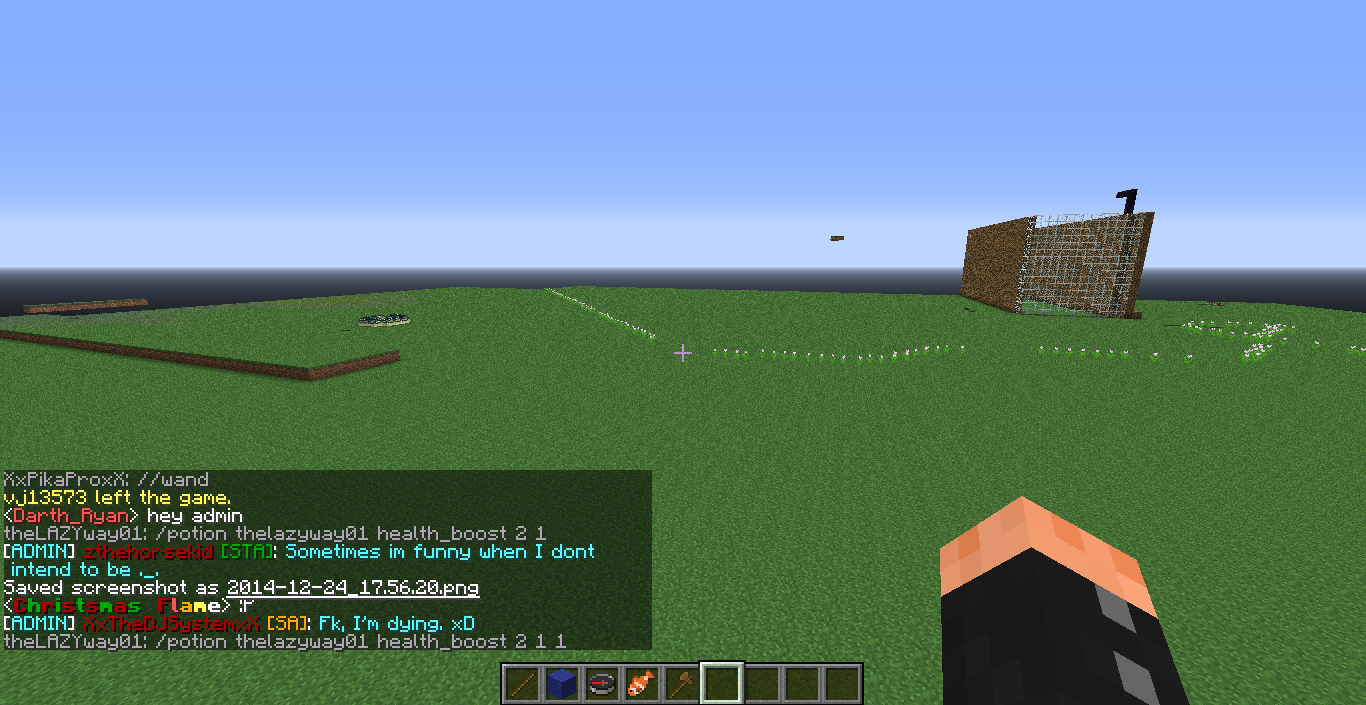 XxPikaProxX: //wand
vj13573 left the game.
<Darth_Ryan> hey admin
theLAZYway01: /potion thelazyway01 health_boost 2 1
[ADMIN] zthehorsekid [STA]: Sometimes im funny when I dont
intend to be ._.
Saved screenshot as 2014-12-24_17.56.20.png
<Christsmas Flame> :P
[ADMIN] XxTheDJSystemxX [SA]: Fk, I'm dying. xD
theLAZYway01: /potion thelazyway01 health_boost 2 1 1